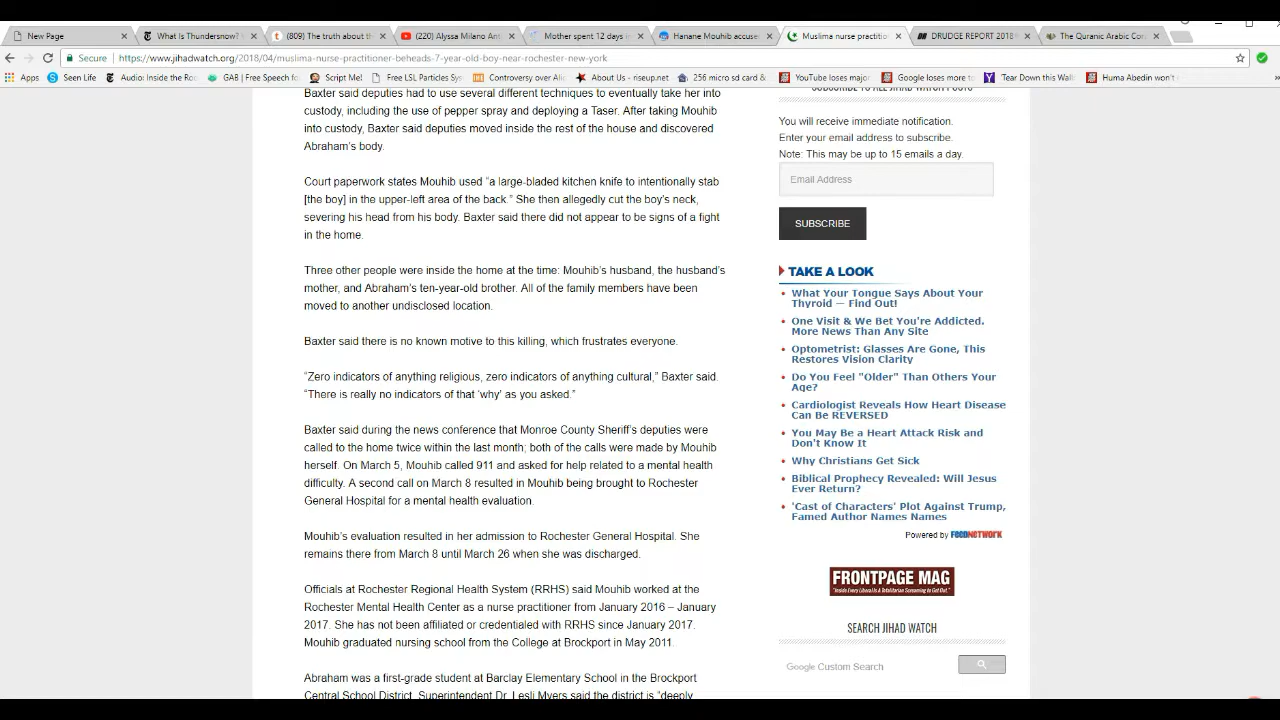 New Page
What Is Thundersnow?
(809) The truth about th
(220) Alyssa Milano Ant
Mother spent 12 days in
Hanane Mouhib accuse
Muslima nurse practitio
DRUDGE REPORT 2018
The Quranic Arabic Co
Secure
https://www.jihadwatch.org/2018/04/muslima-nurse-practitioner-beheads-7-year-old-boy-near-rochester-new-york
Apps
Seen Life
Audio: Inside the Ro
GAB | Free Speech fo
Script Mel
Free LSL Particle Sys
Controversy over Ali
About Us - riseup.net
256 micro sd card &
YouTube loses major
Google loses more to
Tear Down this Wall
Huma Abedin won't
Baxter said deputies had to use several different techniques to eventually take her into
custody, including the use of pepper spray and deploying a Taser. After taking Mouhib
into custody, Baxter said deputies moved inside the rest of the house and discovered
Abraham's body.
Court paperwork states Mouhib used “a large-bladed kitchen knife to intentionally stab
[the boy] in the upper-left area of the back.” She then allegedly cut the boy's neck,
severing his head from his body. Baxter said there did not appear to be signs of a fight
in the home.
Three other people were inside the home at the time: Mouhib's husband, the husband's
mother, and Abraham's ten-year-old brother. All of the family members have been
moved to another undisclosed location.
Baxter said there is no known motive to this killing, which frustrates everyone.
“Zero indicators of anything religious, zero indicators of anything cultural,” Baxter said.
“There is really no indicators of that ‘why’ as you asked.”
Baxter said during the news conference that Monroe County Sheriff's deputies were
called to the home twice within the last month; both of the calls were made by Mouhib
herself. On March 5, Mouhib called 911 and asked for help related to a mental health
difficulty. A second call on March 8 resulted in Mouhib being brought to Rochester
General Hospital for a mental health evaluation.
Mouhib's evaluation resulted in her admission to Rochester General Hospital. She
remains there from March 8 until March 26 when she was discharged.
Officials at Rochester Regional Health System (RRHS) said Mouhib worked at the
Rochester Mental Health Center as a nurse practitioner from January 2016 – January
2017. She has not been affiliated or credentialed with RRHS since January 2017.
Mouhib graduated nursing school from the College at Brockport in May 2011.
Abraham was a first-grade student at Barclay Elementary School in the Brockport
Central School District. Superintendent Dr. Lesli Myers said the district is “deeply
SUBSCRIBE TO ALL JIHAD WATCH POSTS
You will receive immediate notification.
Enter your email address to subscribe.
Note: This may be up to 15 emails a day.
Email Address
SUBSCRIBE
TAKE A LOOK
What Your Tongue Says About Your
Thyroid — Find Out!
One Visit & We Bet You're Addicted.
More News Than Any Site
Optometrist: Glasses Are Gone, This
Restores Vision Clarity
Do You Feel "Older" Than Others Your
Age?
Cardiologist Reveals How Heart Disease
Can Be REVERSED
You May Be a Heart Attack Risk and
Don't Know It
Why Christians Get Sick
Biblical Prophecy Revealed: Will Jesus
Ever Return?
'Cast of Characters' Plot Against Trump,
Famed Author Names Names
Powered by FEEDNETWORK
FRONTPAGE MAG
"Inside Every Liberal Is A Totalitarian Screaming to Get Out."
SEARCH JIHAD WATCH
Google Custom Search